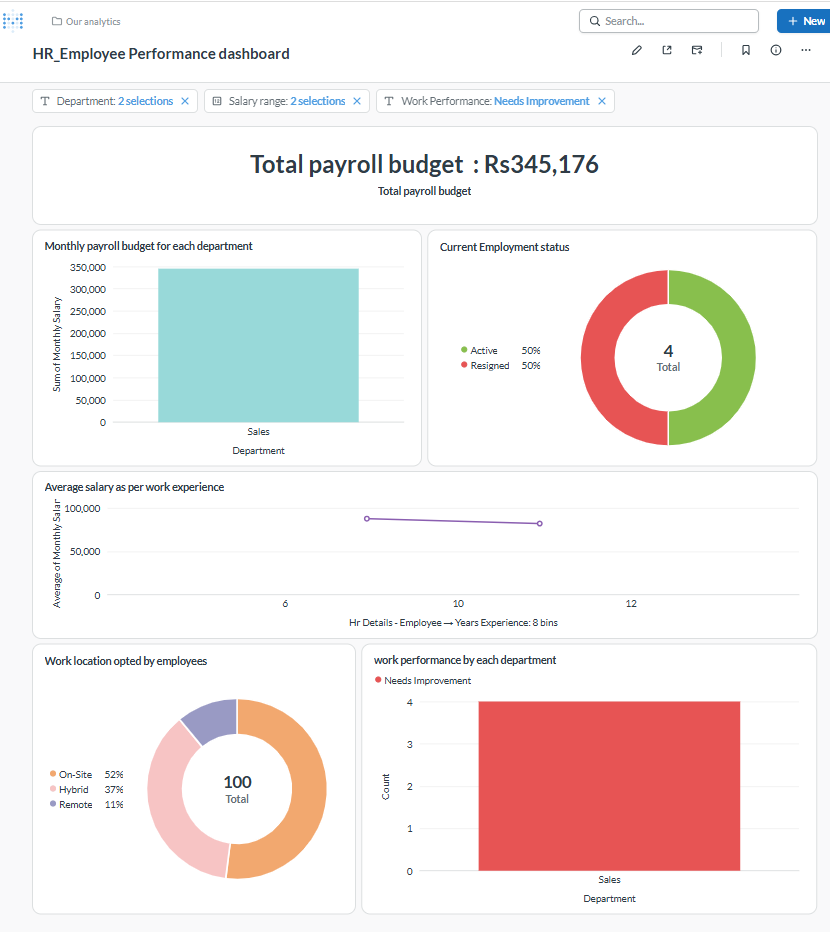 Our analytics
Search...
+ New
HR_Employee Performance dashboard
Department: 2 selections
Salary range: 2 selections
Work Performance: Needs Improvement
Total payroll budget : Rs345,176
Total payroll budget
Monthly payroll budget for each department
350,000
300,000
250,000
200,000
150,000
100,000
50,000
0
Sum of Monthly Salary
Sales
Department
Current Employment status
Active 50%
Resigned 50%
4
Total
Average salary as per work experience
100,000
50,000
0
Average of Monthly Salar
6
10
12
Hr Details - Employee → Years Experience: 8 bins
Work location opted by employees
On-Site 52%
Hybrid 37%
Remote 11%
100
Total
work performance by each department
Needs Improvement
4
3
2
1
0
Count
Sales
Department